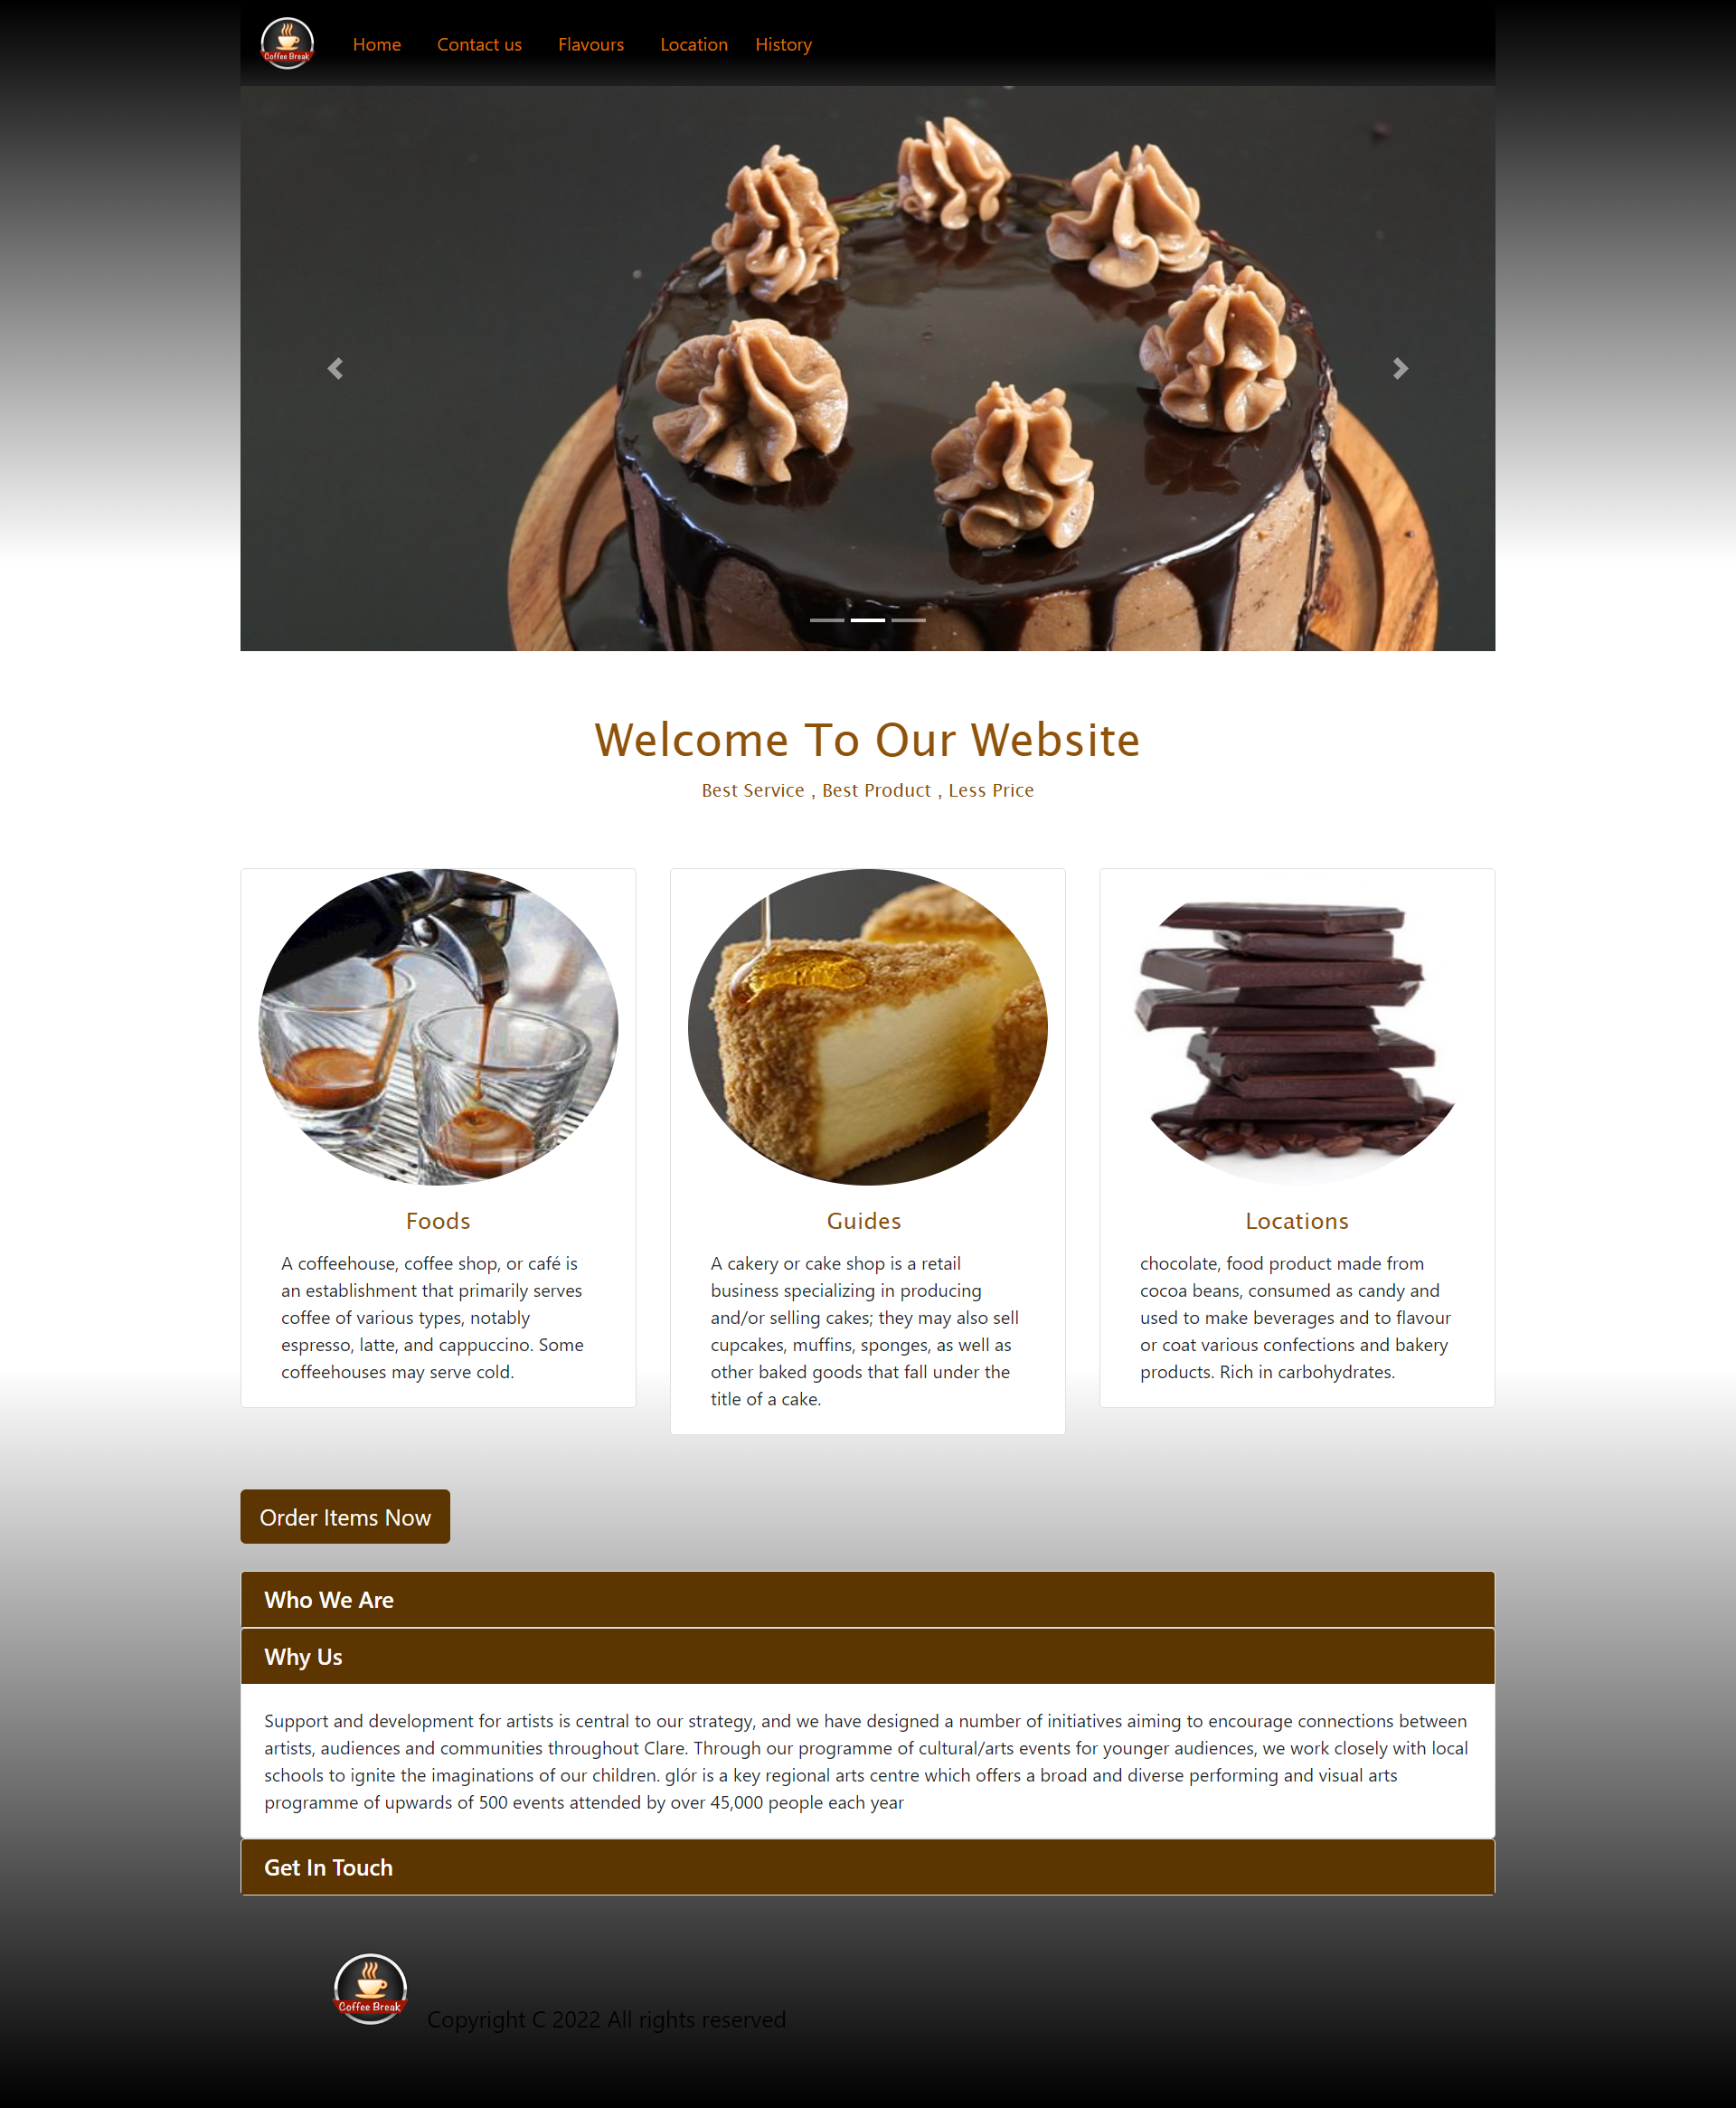 Coffee Break
Home Contact us Flavours Location History
Welcome To Our Website
Best Service , Best Product , Less Price
Foods
A coffeehouse, coffee shop, or café is
an establishment that primarily serves
coffee of various types, notably
espresso, latte, and cappuccino. Some
coffeehouses may serve cold.
Guides
A cakery or cake shop is a retail
business specializing in producing
and/or selling cakes; they may also sell
cupcakes, muffins, sponges, as well as
other baked goods that fall under the
title of a cake.
Locations
chocolate, food product made from
cocoa beans, consumed as candy and
used to make beverages and to flavour
or coat various confections and bakery
products. Rich in carbohydrates.
Order Items Now
Who We Are
Why Us
Support and development for artists is central to our strategy, and we have designed a number of initiatives aiming to encourage connections between
artists, audiences and communities throughout Clare. Through our programme of cultural/arts events for younger audiences, we work closely with local
schools to ignite the imaginations of our children. glór is a key regional arts centre which offers a broad and diverse performing and visual arts
programme of upwards of 500 events attended by over 45,000 people each year
Get In Touch
Coffee Break
Copyright C 2022 All rights reserved